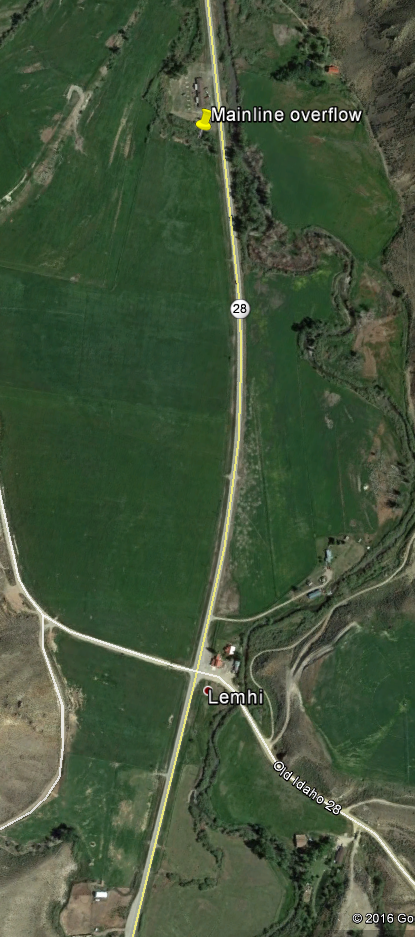 Mainline overflow
28
Lemhi
Old Idaho 28
© 2016 Go